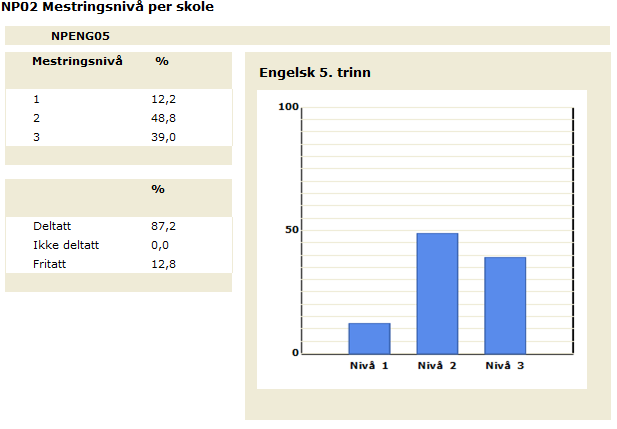 NP02 Mestringsnivå per skole
NPENG05
Mestringsnivå %
1 12,2
2 48,8
3 39,0
%
Deltatt 87,2
Ikke deltatt 0,0
Fritatt 12,8
Engelsk 5. trinn
100
50
0
Nivå 1 Nivå 2 Nivå 3